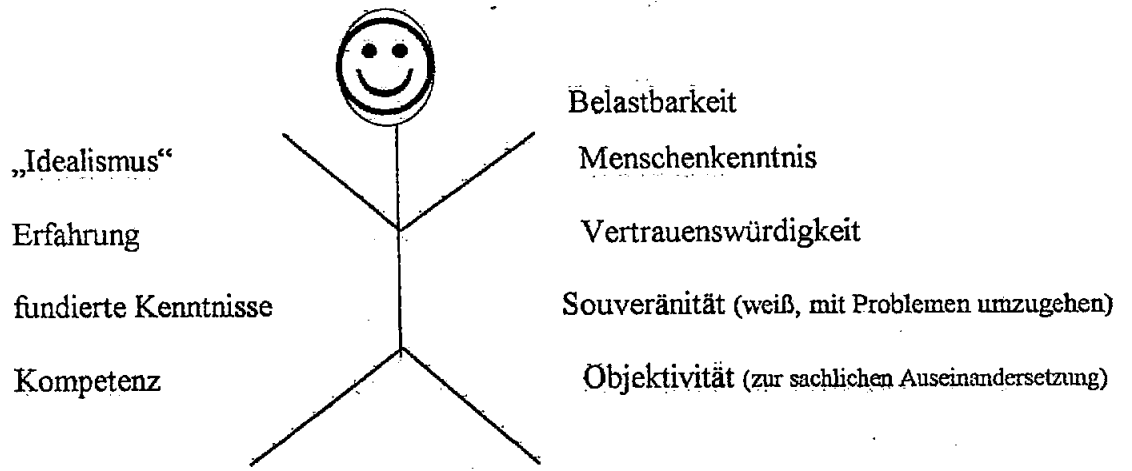 Belastbarkeit
„Idealismus“
Menschenkenntnis
Erfahrung
Vertrauenswürdigkeit
fundierte Kenntnisse
Souveränität (weiß, mit Problemen umzugehen)
Kompetenz
Objektivität (zur sachlichen Auseinandersetzung)